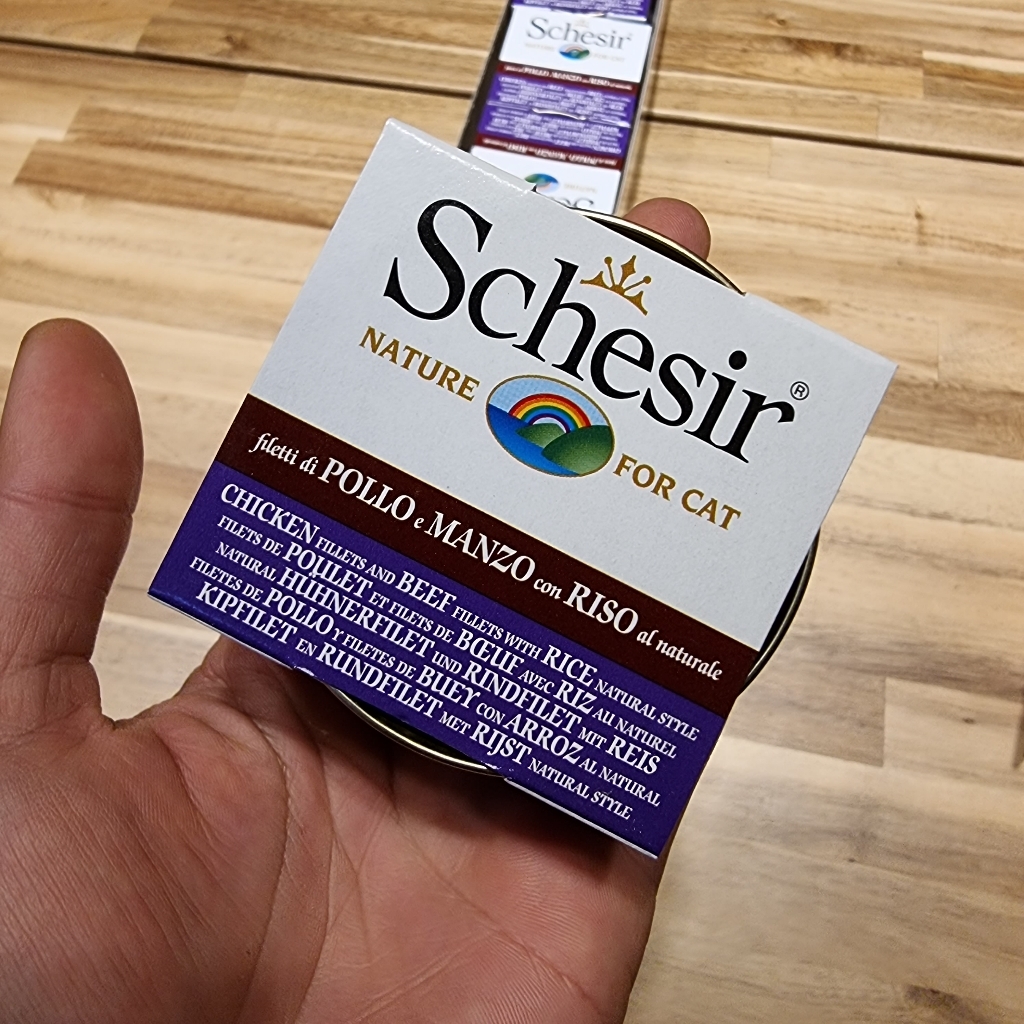 Schesir
Schesir®
NATURE FOR CAT
filetti di POLLO e MANZO con RISO al naturale
CHICKEN FILLETS AND BEEF FILLETS WITH RICE NATURAL STYLE
FILETS DE POULET ET FILETS DE BŒUF AVEC RIZ AU NATUREL
NATURAL HÜHNERFILET UND RINDFILET MIT REIS
FILETES DE POLLO Y FILETES DE BUEY CON ARROZ AL NATURAL
KIPFILET EN RUNDFILET MET RIJST NATURAL STYLE